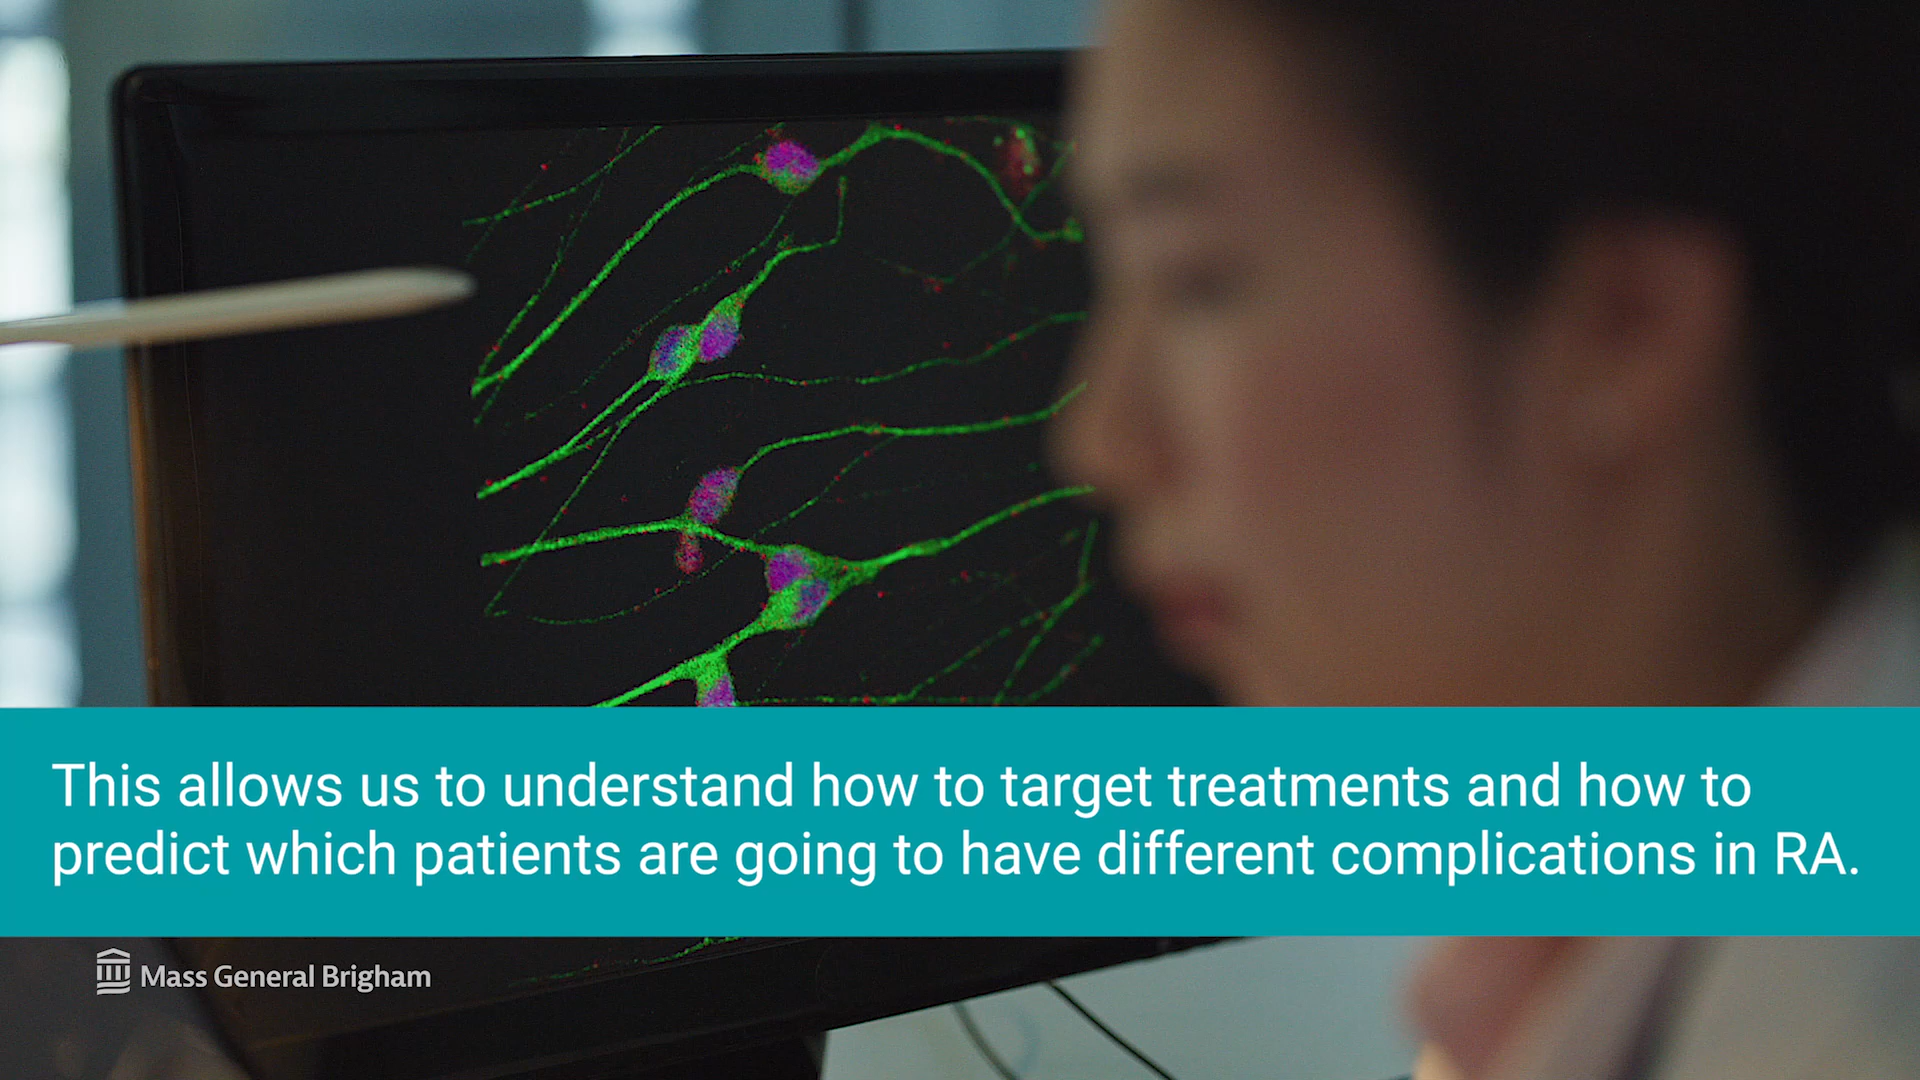 This allows us to understand how to target treatments and how to
predict which patients are going to have different complications in RA.
Mass General Brigham